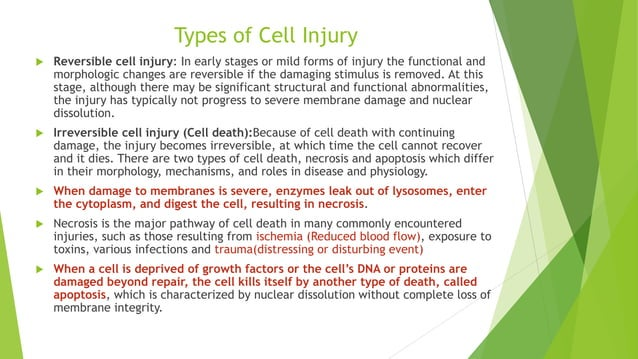 Types of Cell Injury
Reversible cell injury: In early stages or mild forms of injury the functional and
morphologic changes are reversible if the damaging stimulus is removed. At this
stage, although there may be significant structural and functional abnormalities,
the injury has typically not progress to severe membrane damage and nuclear
dissolution.
Irreversible cell injury (Cell death):Because of cell death with continuing
damage, the injury becomes irreversible, at which time the cell cannot recover
and it dies. There are two types of cell death, necrosis and apoptosis which differ
in their morphology, mechanisms, and roles in disease and physiology.
When damage to membranes is severe, enzymes leak out of lysosomes, enter
the cytoplasm, and digest the cell, resulting in necrosis.
Necrosis is the major pathway of cell death in many commonly encountered
injuries, such as those resulting from ischemia (Reduced blood flow), exposure to
toxins, various infections and trauma(distressing or disturbing event)
When a cell is deprived of growth factors or the cell's DNA or proteins are
damaged beyond repair, the cell kills itself by another type of death, called
apoptosis, which is characterized by nuclear dissolution without complete loss of
membrane integrity.